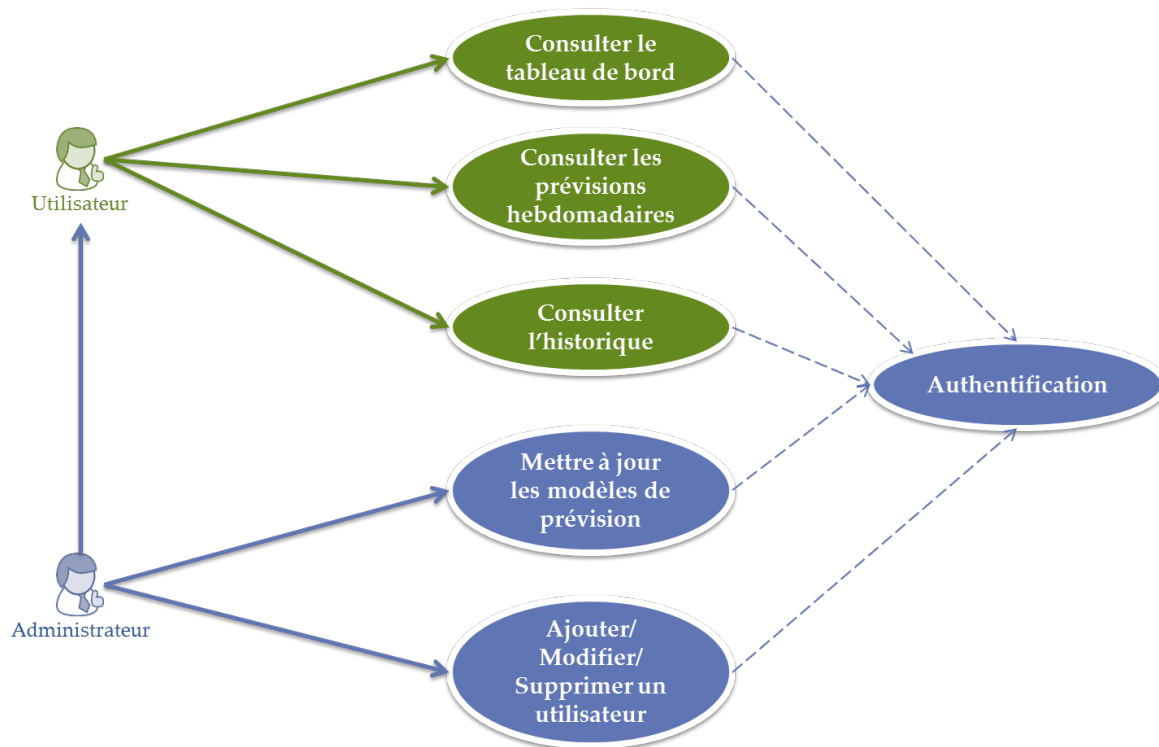 Consulter le
tableau de bord
Consulter les
prévisions
hebdomadaires
Utilisateur
Consulter
l’historique
Authentification
Mettre à jour
les modèles de
prévision
Administrateur
Ajouter/
Modifier/
Supprimer un
utilisateur